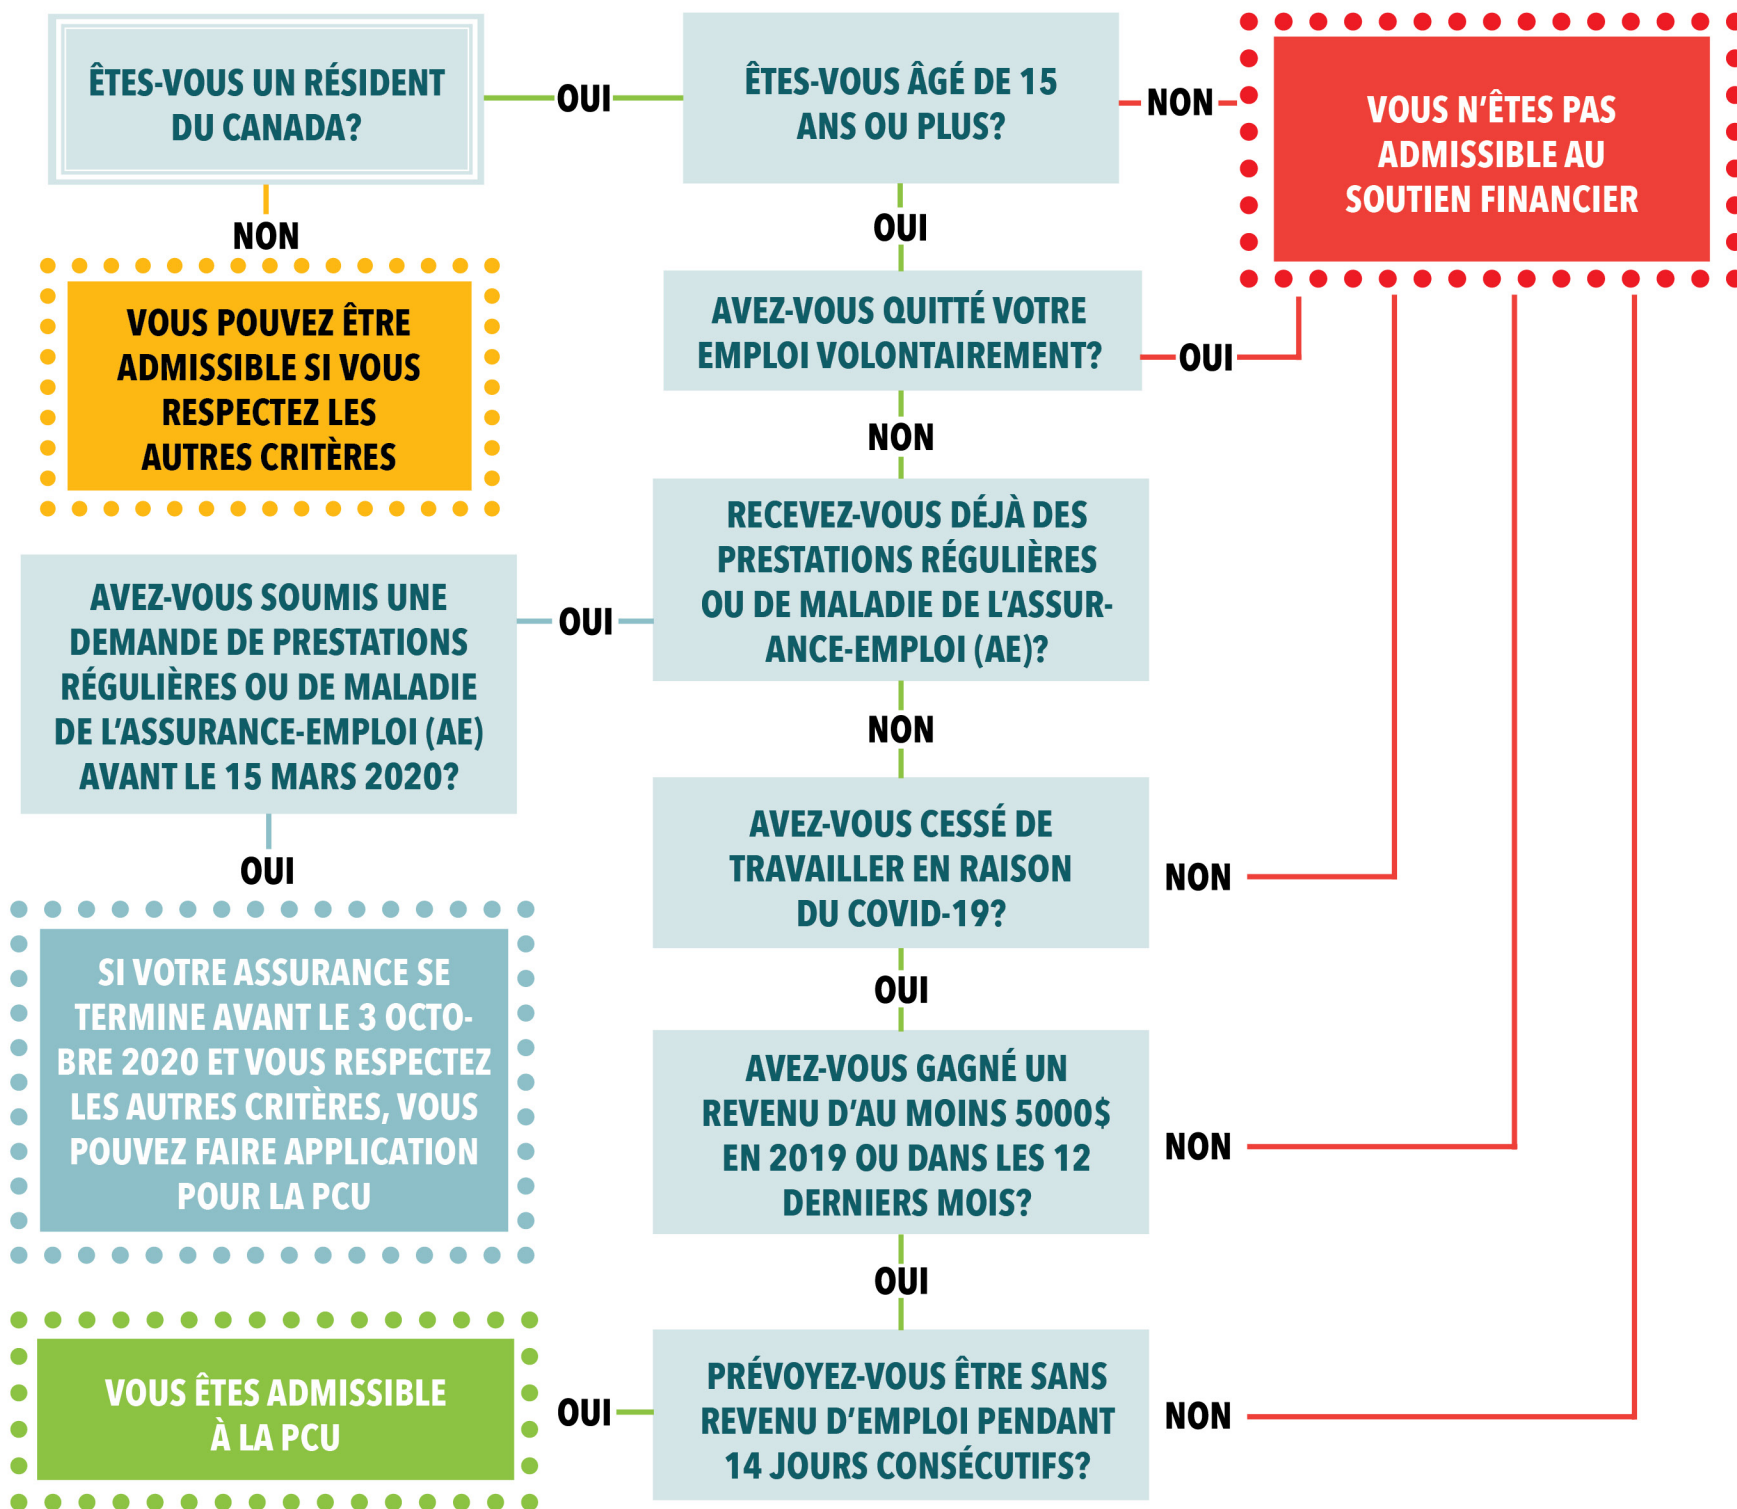 ÊTES-VOUS UN RÉSIDENT
DU CANADA?
OUI
ÊTES-VOUS ÂGÉ DE 15
ANS OU PLUS?
NON
VOUS N'ÊTES PAS
ADMISSIBLE AU
SOUTIEN FINANCIER
NON
VOUS POUVEZ ÊTRE
ADMISSIBLE SI VOUS
RESPECTEZ LES
AUTRES CRITÈRES
OUI
AVEZ-VOUS QUITTÉ VOTRE
EMPLOI VOLONTAIREMENT?
OUI
NON
RECEVEZ-VOUS DÉJÀ DES
PRESTATIONS RÉGULIÈRES
OU DE MALADIE DE L'ASSUR-
ANCE-EMPLOI (AE)?
OUI
AVEZ-VOUS SOUMIS UNE
DEMANDE DE PRESTATIONS
RÉGULIÈRES OU DE MALADIE
DE L'ASSURANCE-EMPLOI (AE)
AVANT LE 15 MARS 2020?
OUI
SI VOTRE ASSURANCE SE
TERMINE AVANT LE 3 OCTO-
BRE 2020 ET VOUS RESPECTEZ
LES AUTRES CRITÈRES, VOUS
POUVEZ FAIRE APPLICATION
POUR LA PCU
NON
AVEZ-VOUS CESSÉ DE
TRAVAILLER EN RAISON
DU COVID-19?
NON
OUI
AVEZ-VOUS GAGNÉ UN
REVENU D'AU MOINS 5000$
EN 2019 OU DANS LES 12
DERNIERS MOIS?
NON
OUI
PRÉVOYEZ-VOUS ÊTRE SANS
REVENU D'EMPLOI PENDANT
14 JOURS CONSÉCUTIFS?
NON
OUI
VOUS ÊTES ADMISSIBLE
À LA PCU